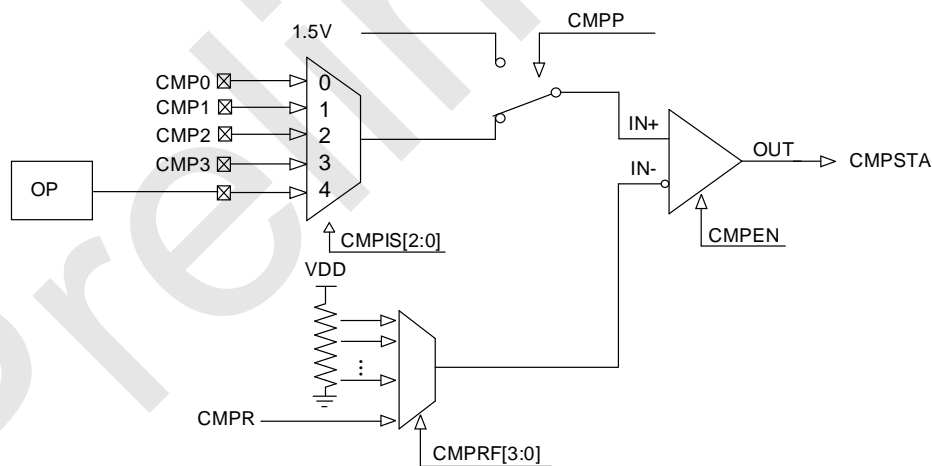 CMPP
1.5V
CMP0
0
CMP1
1
CMP2
2
CMP3
3
4
OP
IN+
IN-
OUT
CMPSTA
CMPEN
CMPIS[2:0]
VDD
...
CMPR
CMPRF[3:0]
Prelin